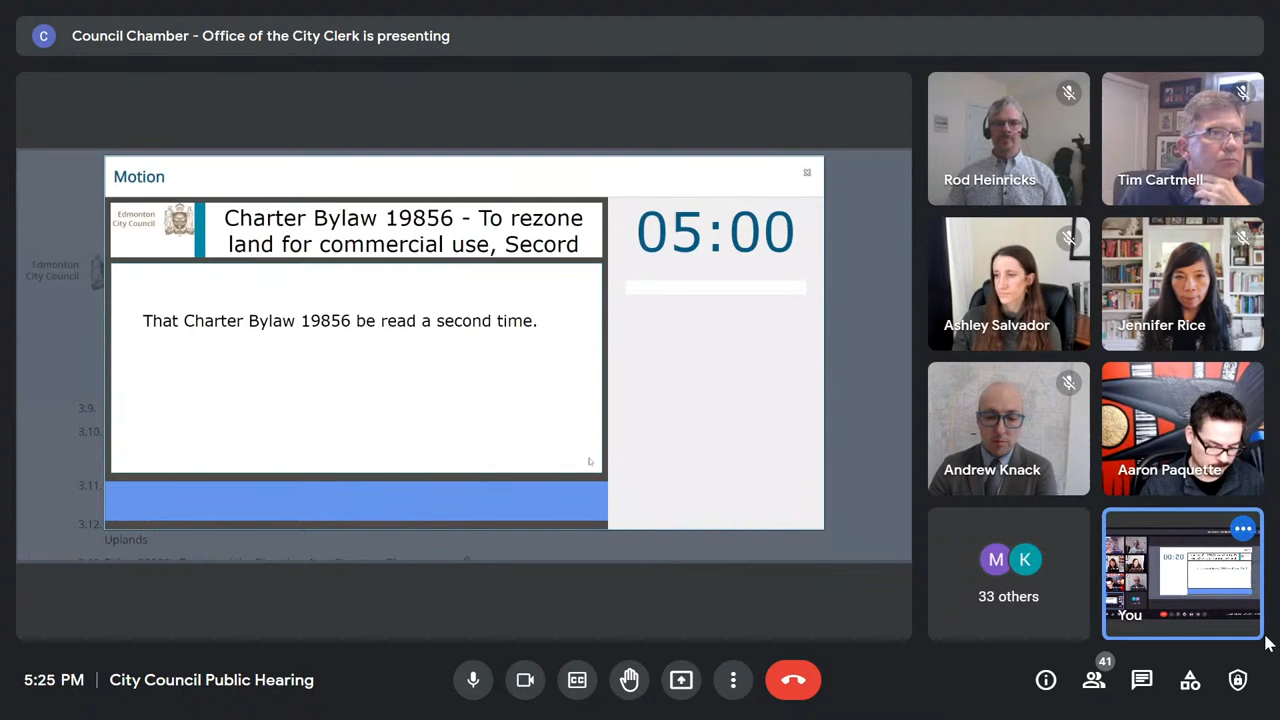 C
Council Chamber - Office of the City Clerk is presenting
Motion
Edmonton
City Council
Charter Bylaw 19856 - To rezone
land for commercial use, Secord
05:00
That Charter Bylaw 19856 be read a second time.
Edmonton
City Council
3.9.
3.10.
3.11.
3.12.
Uplands
Rod Heinricks
Tim Cartmell
Ashley Salvador
Jennifer Rice
Andrew Knack
Aaron Paquette
M
K
33 others
You
5:25 PM
City Council Public Hearing
41